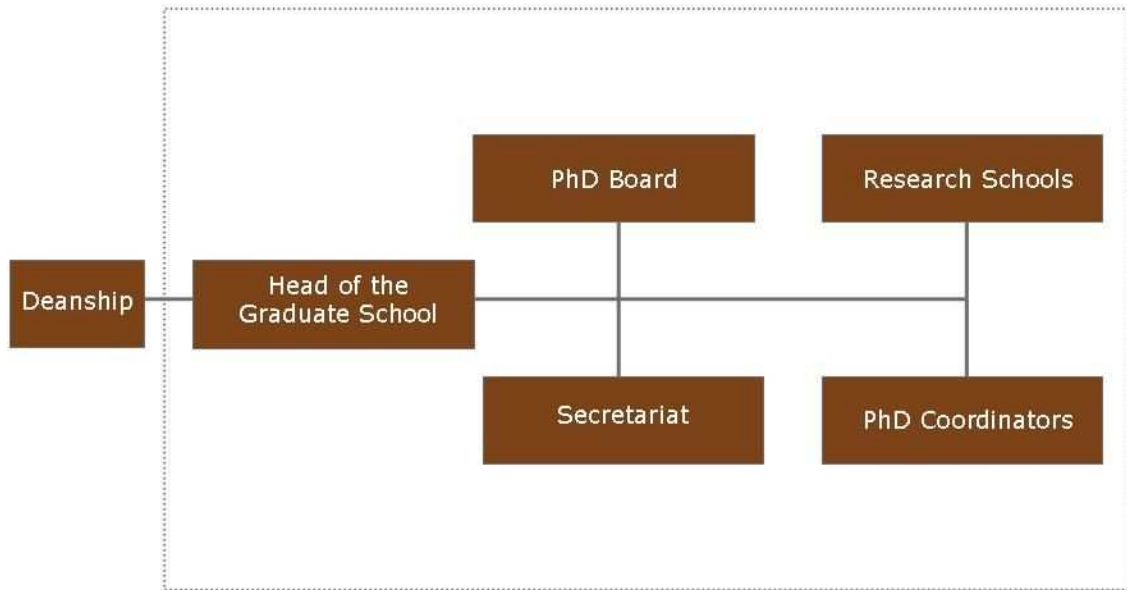 PhD Board
Research Schools
Deanship
Head of the
Graduate School
Secretariat
PhD Coordinators